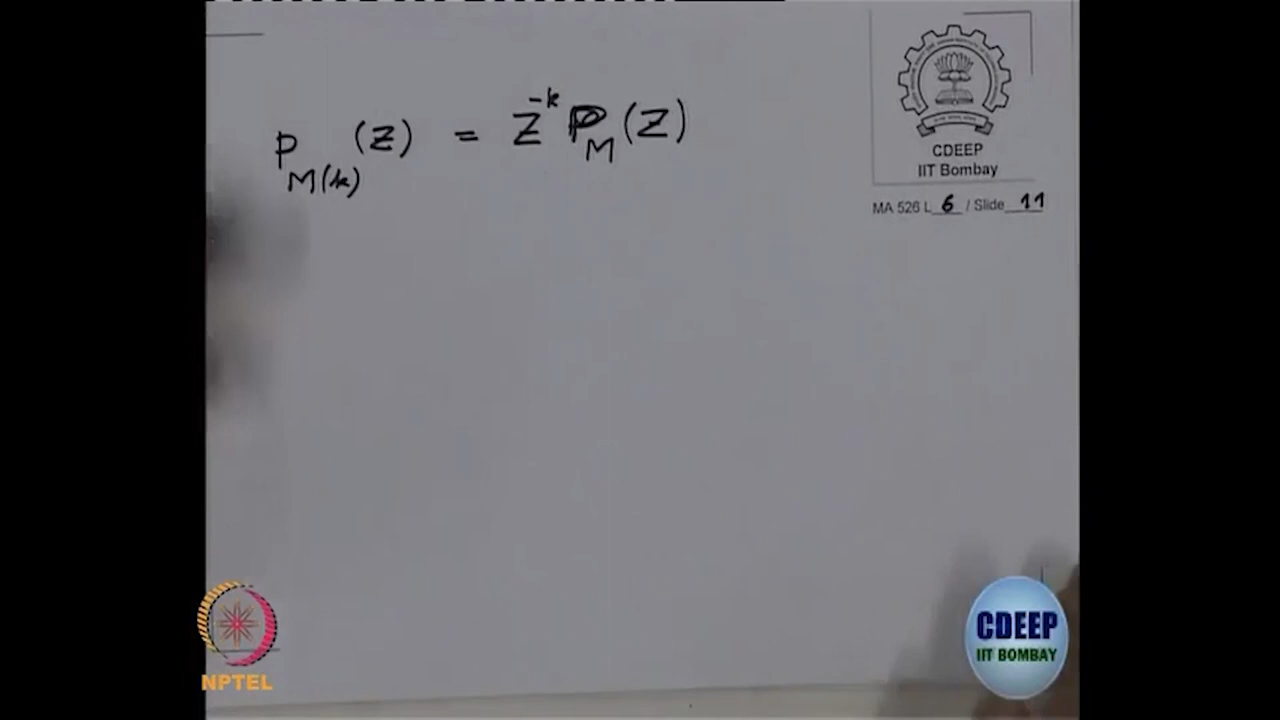 P_{M(k)}(Z) = Z^{-k} P_M(Z)
CDEEP
IIT Bombay
MA 526 L 6 / Slide 11
NPTEL
CDEEP
IIT BOMBAY